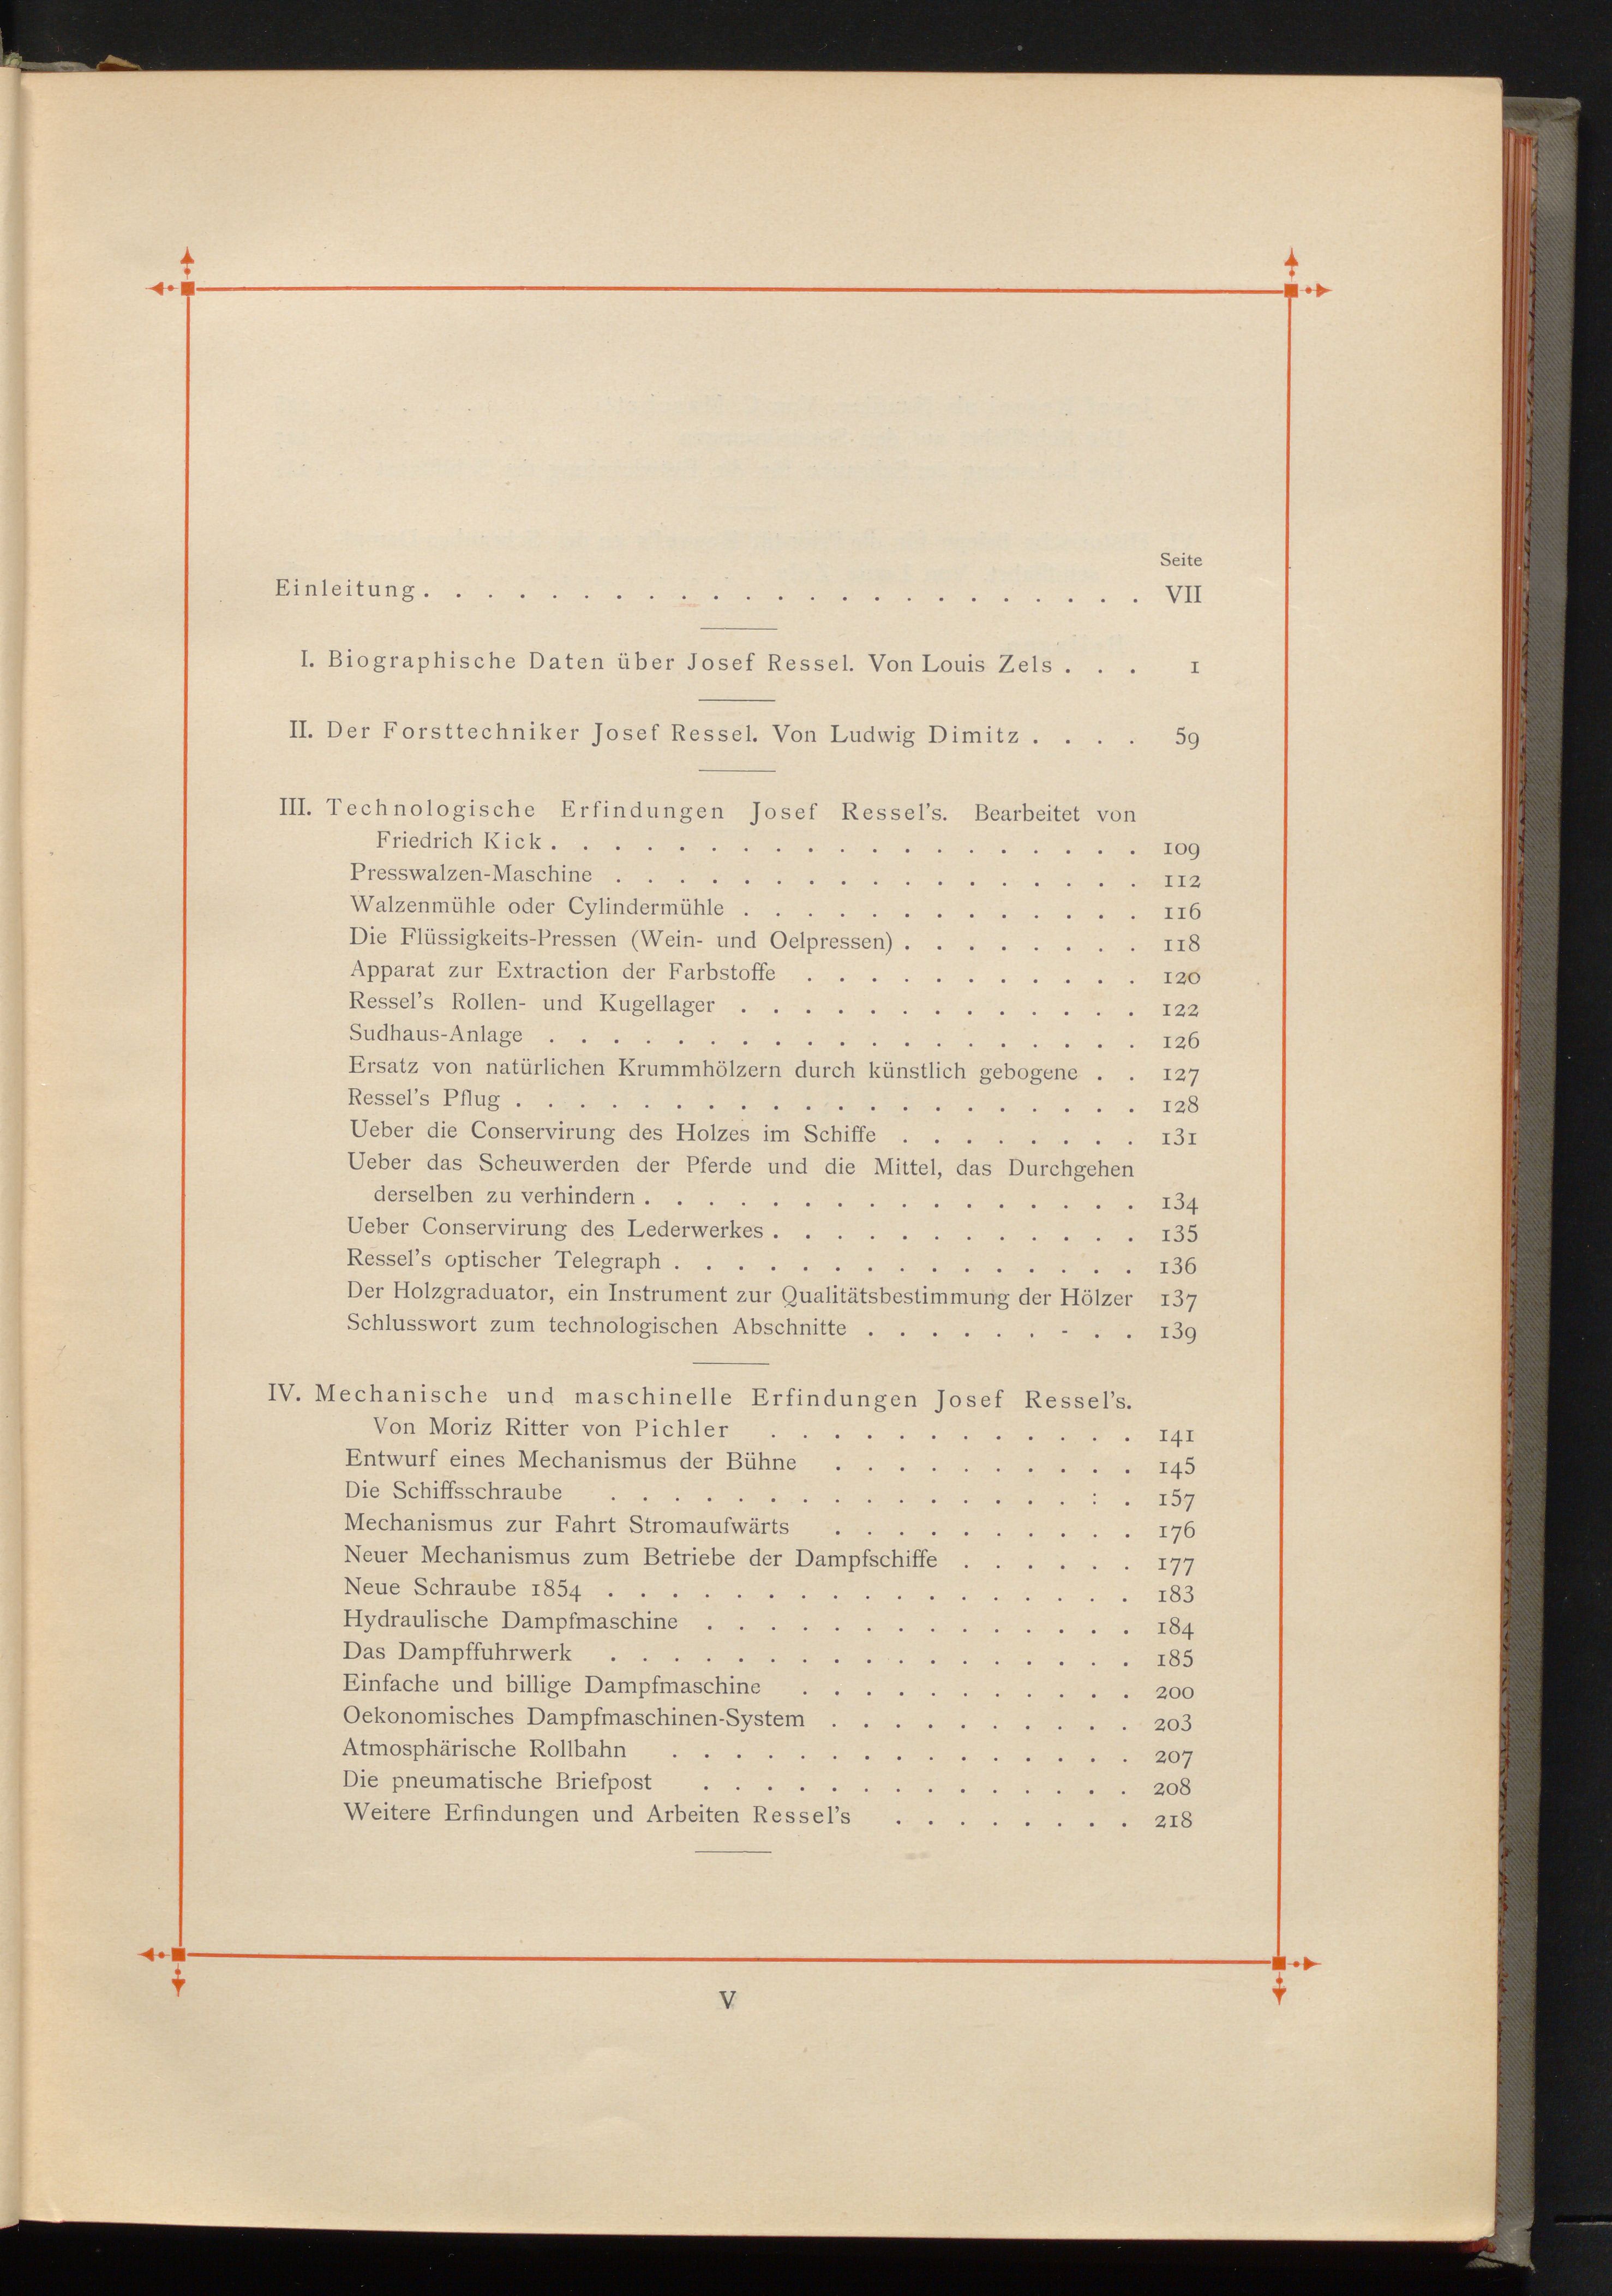 Seite
Einleitung. . . . . . . . . . . . . . . . . . . . . . . VII
I. Biographische Daten über Josef Ressel. Von Louis Zels . . . 1
II. Der Forsttechniker Josef Ressel. Von Ludwig Dimitz . . . . 59
III. Technologische Erfindungen Josef Ressel's. Bearbeitet von
Friedrich Kick . . . . . . . . . . . . . . . . . . . 109
Presswalzen-Maschine . . . . . . . . . . . . . . . . . 112
Walzenmühle oder Cylindermühle . . . . . . . . . . . . . 116
Die Flüssigkeits-Pressen (Wein- und Oelpressen) . . . . . . . . 118
Apparat zur Extraction der Farbstoffe . . . . . . . . . . . 120
Ressel's Rollen- und Kugellager . . . . . . . . . . . . . 122
Sudhaus-Anlage . . . . . . . . . . . . . . . . . . . 126
Ersatz von natürlichen Krummhölzern durch künstlich gebogene . . 127
Ressel's Pflug . . . . . . . . . . . . . . . . . . . . 128
Ueber die Conservirung des Holzes im Schiffe . . . . . . . . 131
Ueber das Scheuwerden der Pferde und die Mittel, das Durchgehen
derselben zu verhindern . . . . . . . . . . . . . . . . 134
Ueber Conservirung des Lederwerkes . . . . . . . . . . . . 135
Ressel's optischer Telegraph . . . . . . . . . . . . . . . 136
Der Holzgraduator, ein Instrument zur Qualitätsbestimmung der Hölzer 137
Schlusswort zum technologischen Abschnitte . . . . . . . . . 139
IV. Mechanische und maschinelle Erfindungen Josef Ressel's.
Von Moriz Ritter von Pichler . . . . . . . . . . . . 141
Entwurf eines Mechanismus der Bühne . . . . . . . . . . 145
Die Schiffsschraube . . . . . . . . . . . . . . . . : . 157
Mechanismus zur Fahrt Stromaufwärts . . . . . . . . . . 176
Neuer Mechanismus zum Betriebe der Dampfschiffe . . . . . . 177
Neue Schraube 1854 . . . . . . . . . . . . . . . . . 183
Hydraulische Dampfmaschine . . . . . . . . . . . . . . 184
Das Dampffuhrwerk . . . . . . . . . . . . . . . . . 185
Einfache und billige Dampfmaschine . . . . . . . . . . . 200
Oekonomisches Dampfmaschinen-System . . . . . . . . . . 203
Atmosphärische Rollbahn . . . . . . . . . . . . . . . 207
Die pneumatische Briefpost . . . . . . . . . . . . . . 208
Weitere Erfindungen und Arbeiten Ressel's . . . . . . . . 218
V